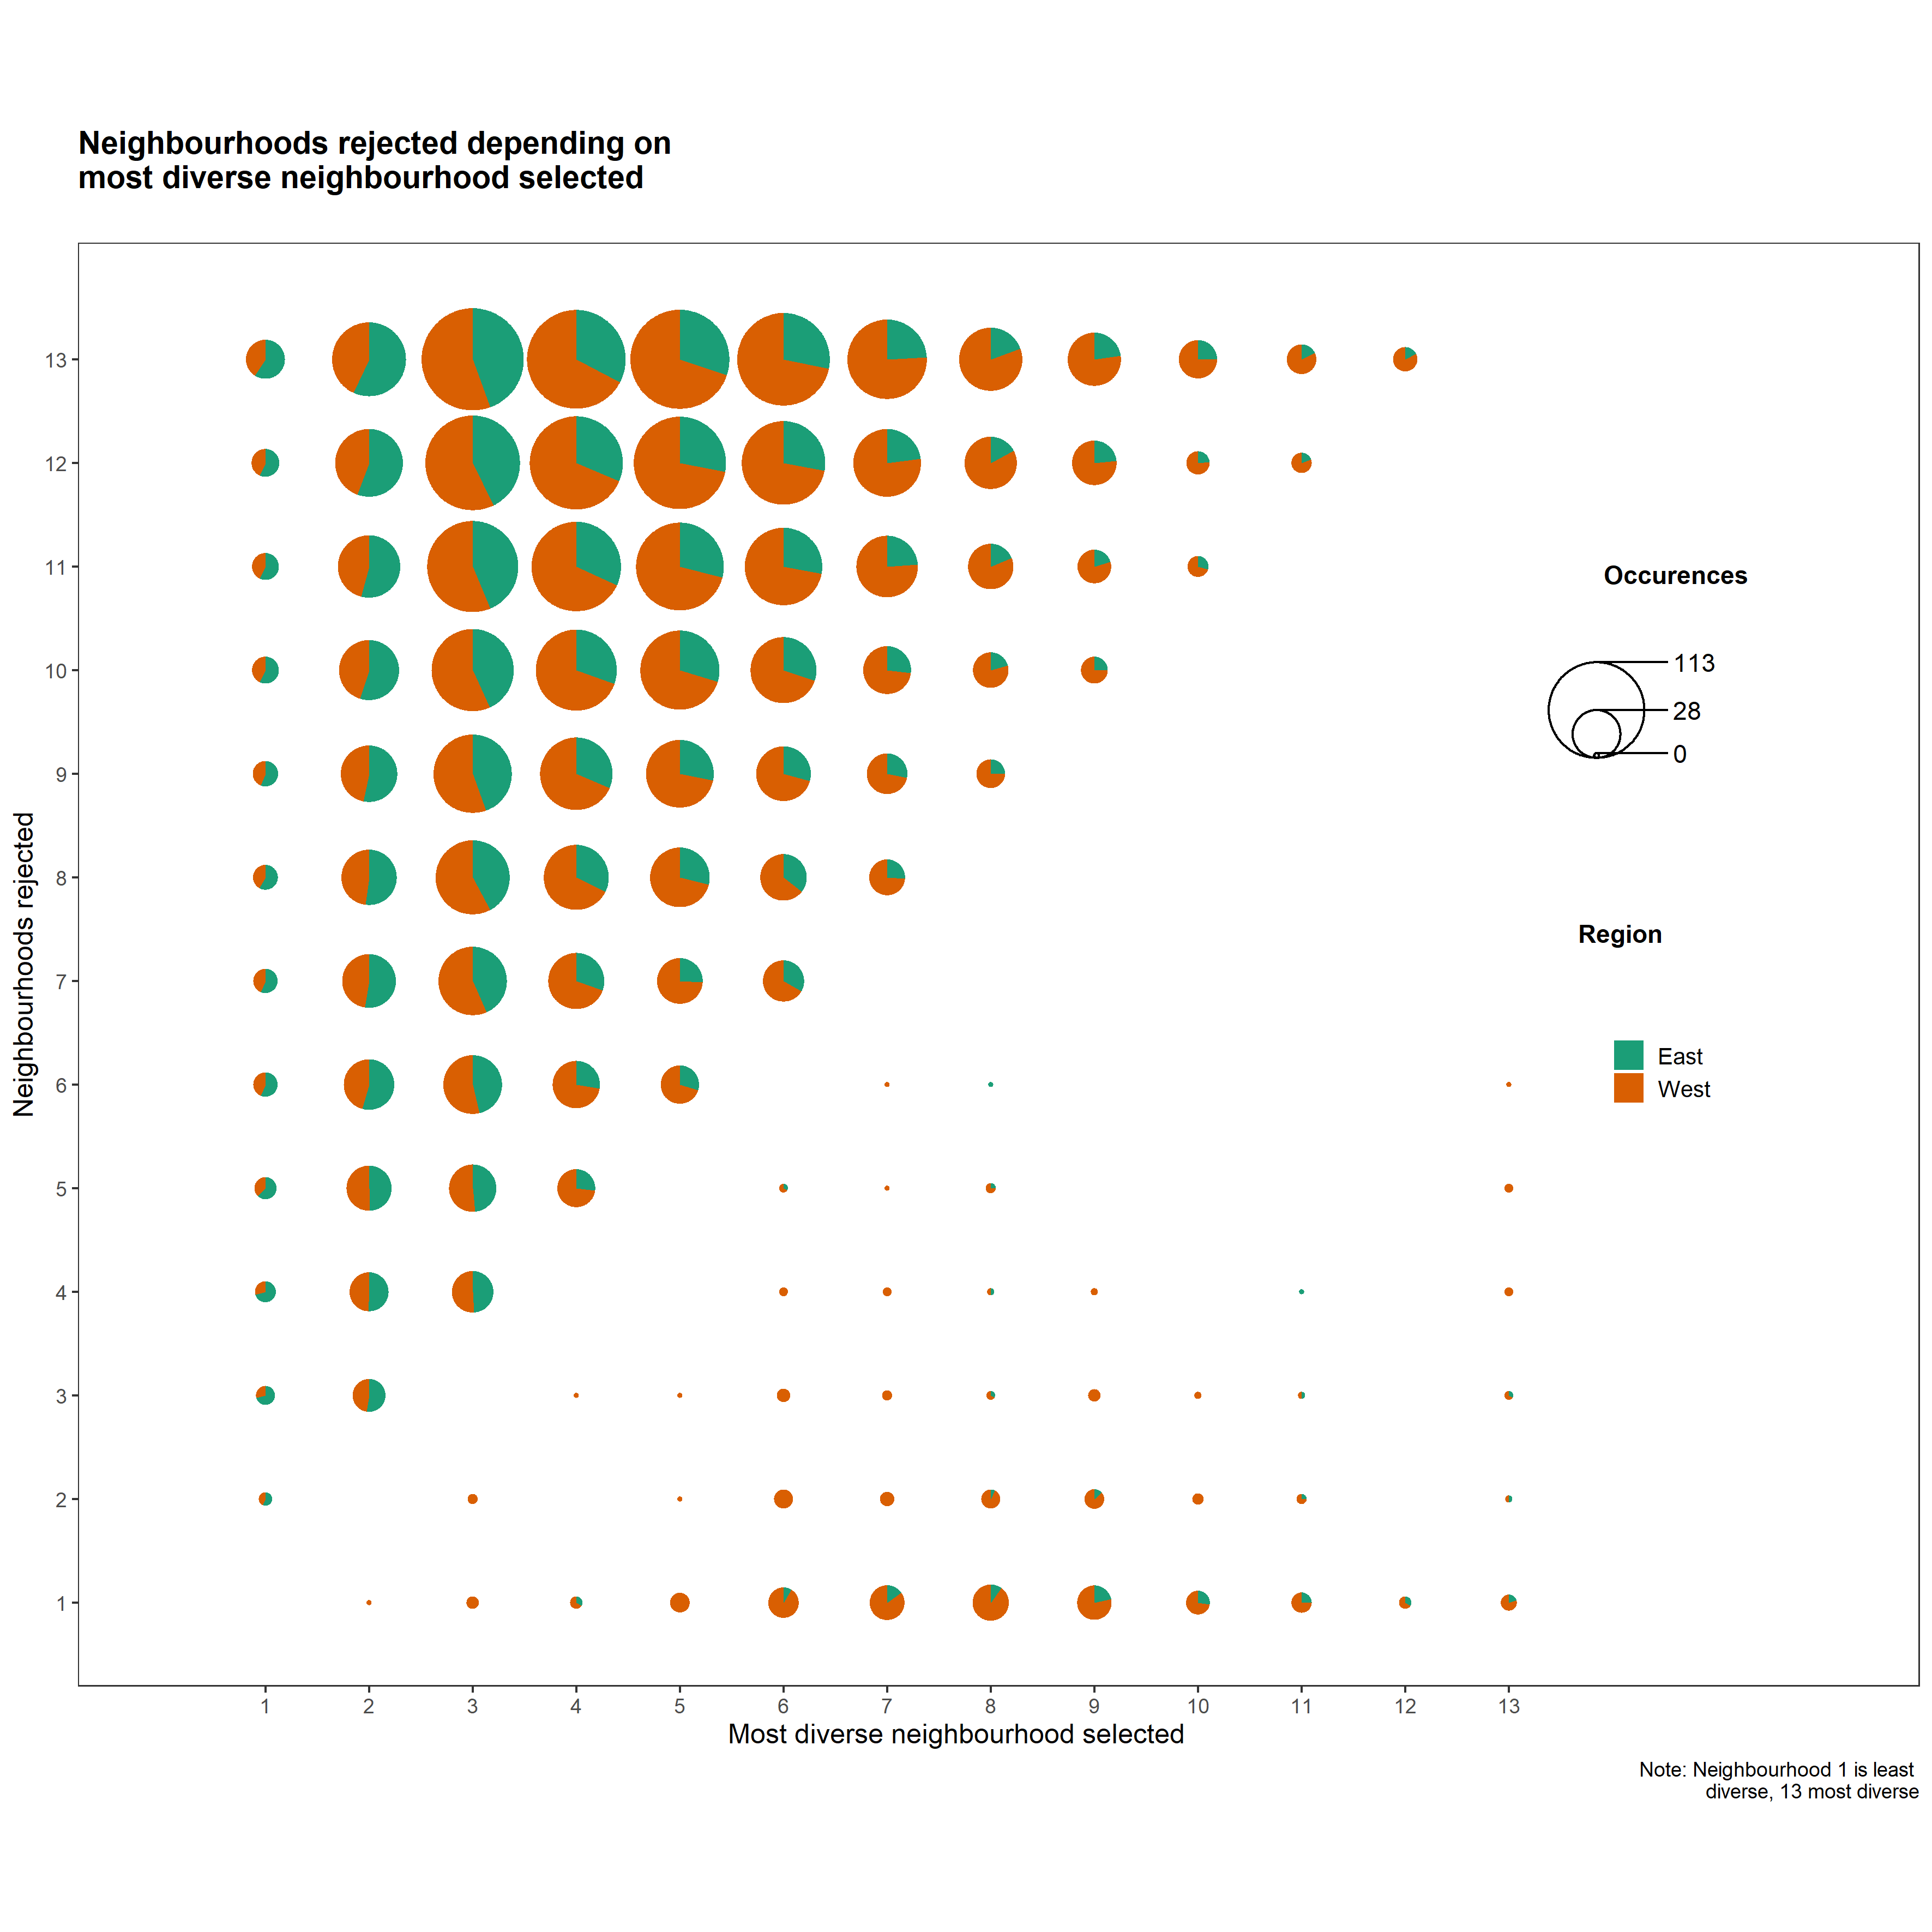 Neighbourhoods rejected depending on
most diverse neighbourhood selected
Neighbourhoods rejected
13
12
11
10
9
8
7
6
5
4
3
2
1
Occurences
113
28
0
Region
East
West
1 2 3 4 5 6 7 8 9 10 11 12 13
Most diverse neighbourhood selected
Note: Neighbourhood 1 is least
diverse, 13 most diverse